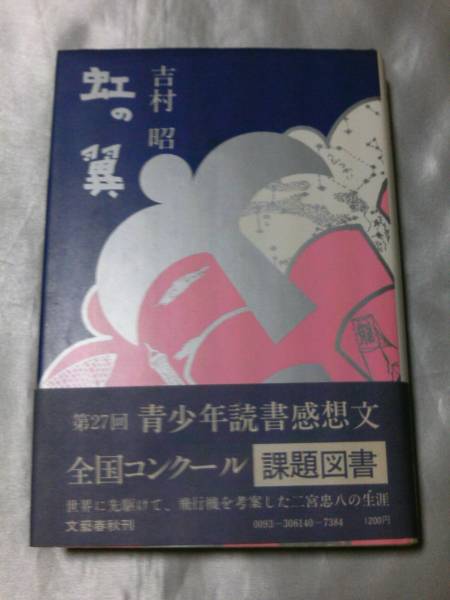 虹の翼
吉村 昭
第27回 青少年読書感想文
全国コンクール 課題図書
世界に先駆けて、飛行機を考案した二宮忠八の生涯
文藝春秋刊
0093-306140-7384 1200円